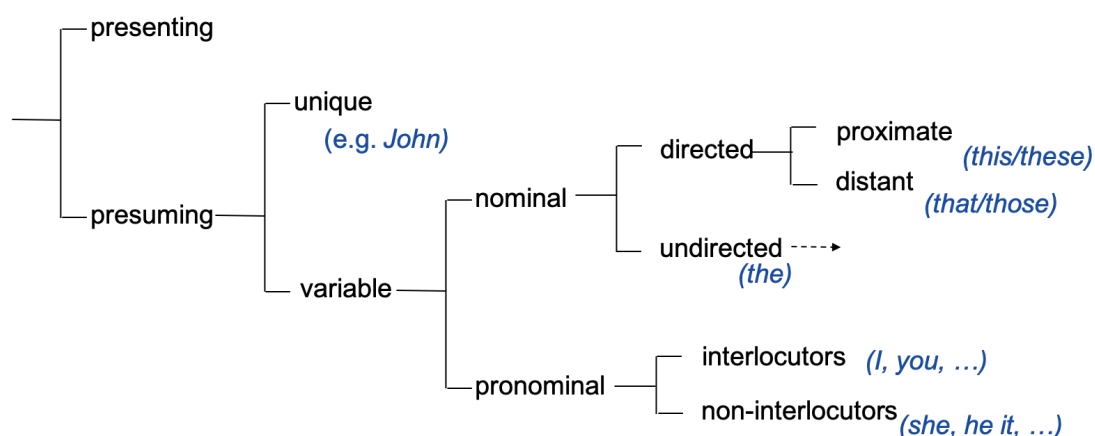 presenting
unique
(e.g. John)
directed
proximate
(this/these)
distant
(that/those)
nominal
presuming
undirected
(the)
variable
interlocutors (I, you, …)
pronominal
non-interlocutors (she, he it, …)